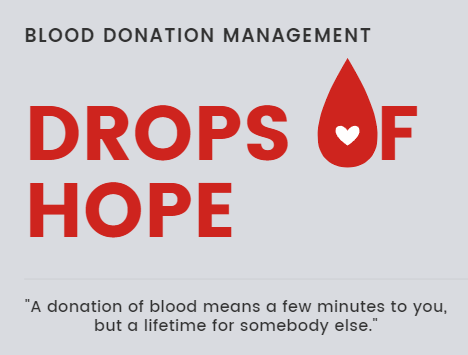 BLOOD DONATION MANAGEMENT
DROPS OF
HOPE
"A donation of blood means a few minutes to you,
but a lifetime for somebody else."